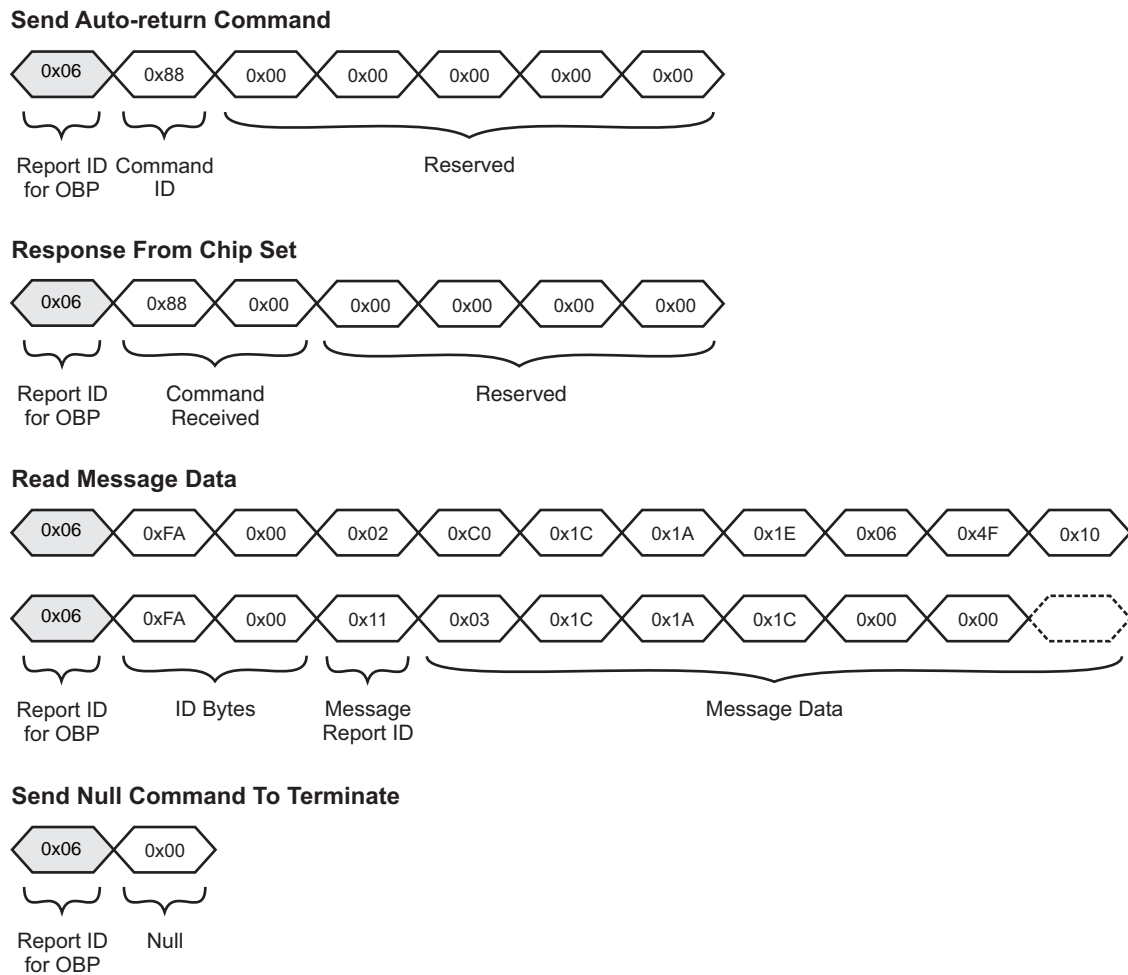 Send Auto-return Command
0x06 0x88 0x00 0x00 0x00 0x00 0x00
Report ID for OBP
Command ID
Reserved
Response From Chip Set
0x06 0x88 0x00 0x00 0x00 0x00 0x00
Report ID for OBP
Command Received
Reserved
Read Message Data
0x06 0xFA 0x00 0x02 0xC0 0x1C 0x1A 0x1E 0x06 0x4F 0x10
0x06 0xFA 0x00 0x11 0x03 0x1C 0x1A 0x1C 0x00 0x00
Report ID for OBP
ID Bytes
Message Report ID
Message Data
Send Null Command To Terminate
0x06 0x00
Report ID for OBP
Null